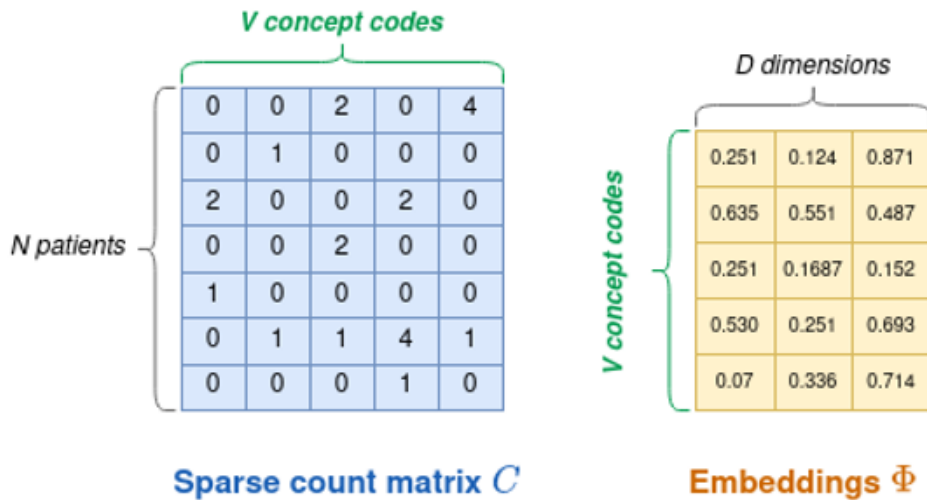 V concept codes
D dimensions
N patients
0 0 2 0 4
0 1 0 0 0
2 0 0 2 0
0 0 2 0 0
1 0 0 0 0
0 1 1 4 1
0 0 0 1 0
V concept codes
0.251 0.124 0.871
0.635 0.551 0.487
0.251 0.1687 0.152
0.530 0.251 0.693
0.07 0.336 0.714
Sparse count matrix C
Embeddings Φ